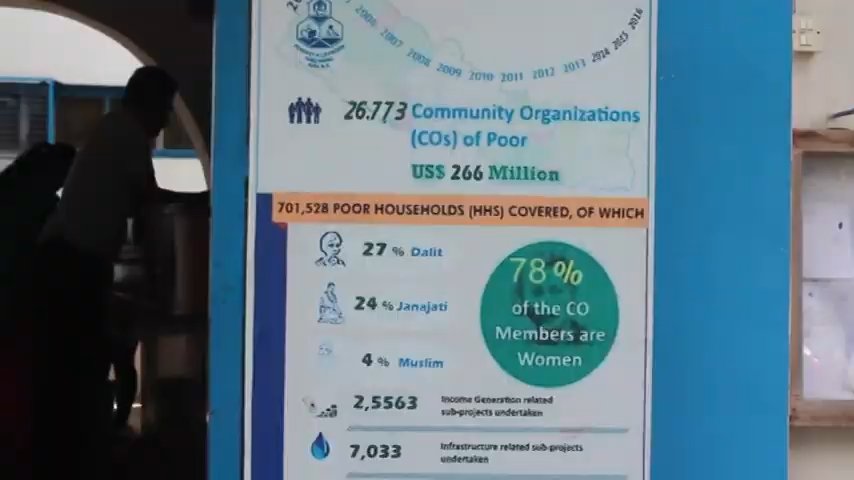 2006 2007 2008 2009 2010 2011 2012 2013 2014 2015 2016
26.773 Community Organizations
(COs) of Poor
US$ 266 Million
701,528 POOR HOUSEHOLDS (HHS) COVERED, OF WHICH
27 % Dalit
24 % Janajati
4 % Muslim
78%
of the CO
Members are
Women
2,5563 Income Generation related
sub-projects undertaken
7,033 Infrastructure related sub-projects
undertaken